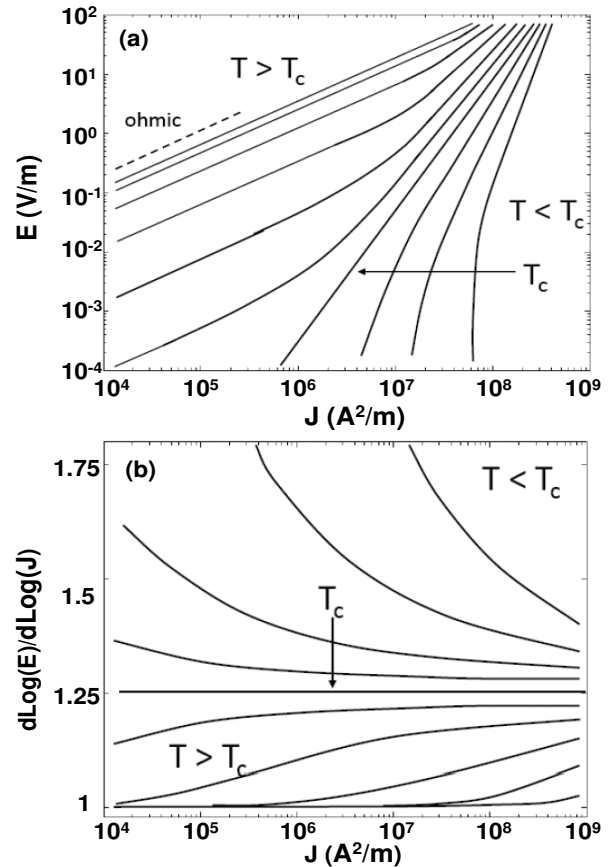 (a)
T > Tc
ohmic
T < Tc
Tc
10²
10¹
10⁰
10⁻¹
10⁻²
10⁻³
10⁻⁴
E (V/m)
10⁴ 10⁵ 10⁶ 10⁷ 10⁸ 10⁹
J (A²/m)
(b)
T < Tc
Tc
T > Tc
1.75
1.5
1.25
1
dLog(E)/dLog(J)
10⁴ 10⁵ 10⁶ 10⁷ 10⁸ 10⁹
J (A²/m)